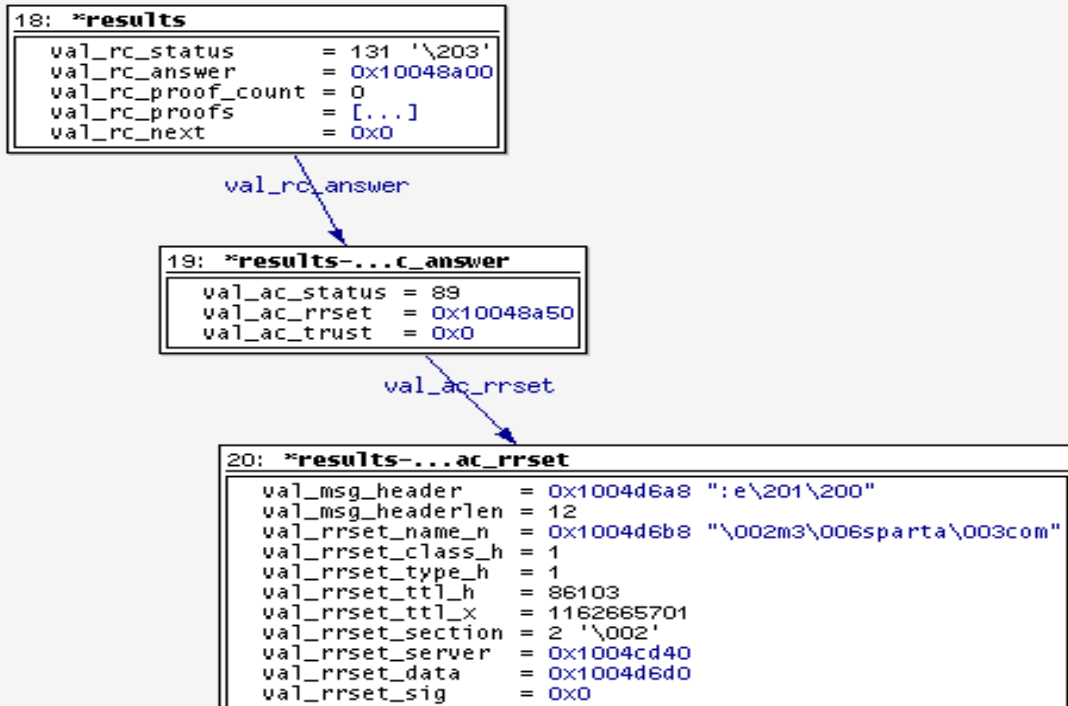 18: *results
val_rc_status = 131 '\203'
val_rc_answer = 0x10048a00
val_rc_proof_count = 0
val_rc_proofs = [...]
val_rc_next = 0x0
val_rc_answer
19: *results-...c_answer
val_ac_status = 89
val_ac_rrset = 0x10048a50
val_ac_trust = 0x0
val_ac_rrset
20: *results-...ac_rrset
val_msg_header = 0x1004d6a8 ":e\201\200"
val_msg_headerlen = 12
val_rrset_name_n = 0x1004d6b8 "\002m3\006sparta\003com"
val_rrset_class_h = 1
val_rrset_type_h = 1
val_rrset_ttl_h = 86103
val_rrset_ttl_x = 1162665701
val_rrset_section = 2 '\002'
val_rrset_server = 0x1004cd40
val_rrset_data = 0x1004d6d0
val_rrset_sig = 0x0